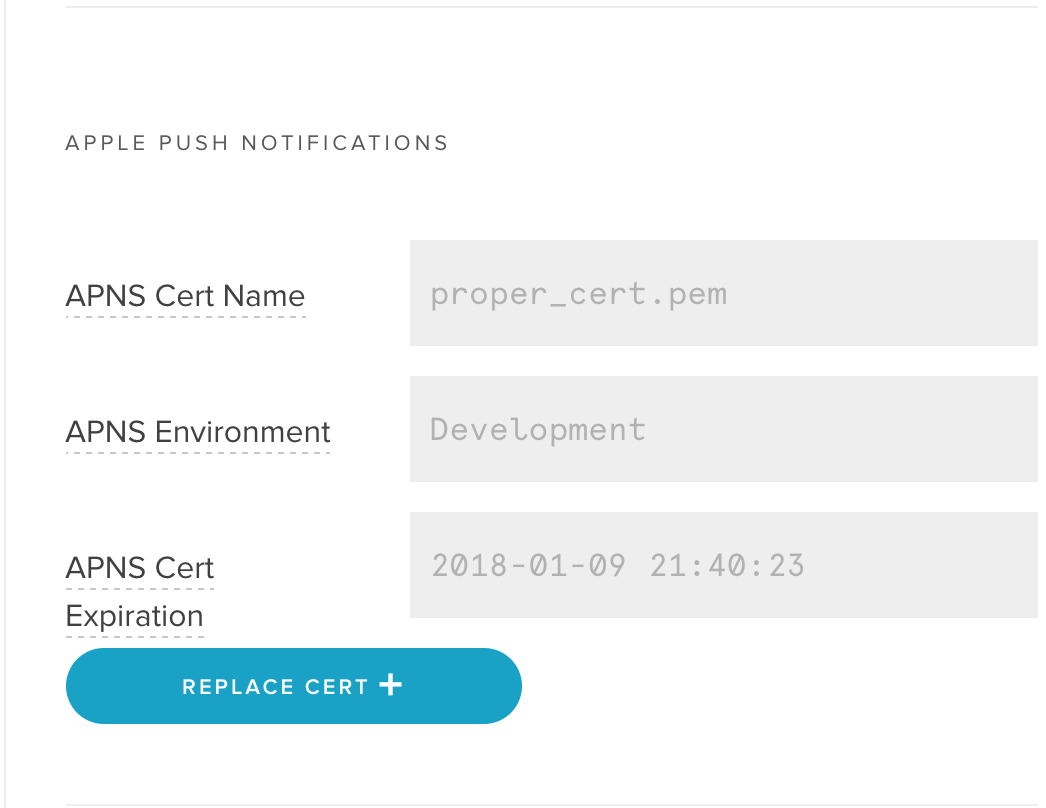 APPLE PUSH NOTIFICATIONS
APNS Cert Name
proper_cert.pem
APNS Environment
Development
APNS Cert
Expiration
2018-01-09 21:40:23
REPLACE CERT +